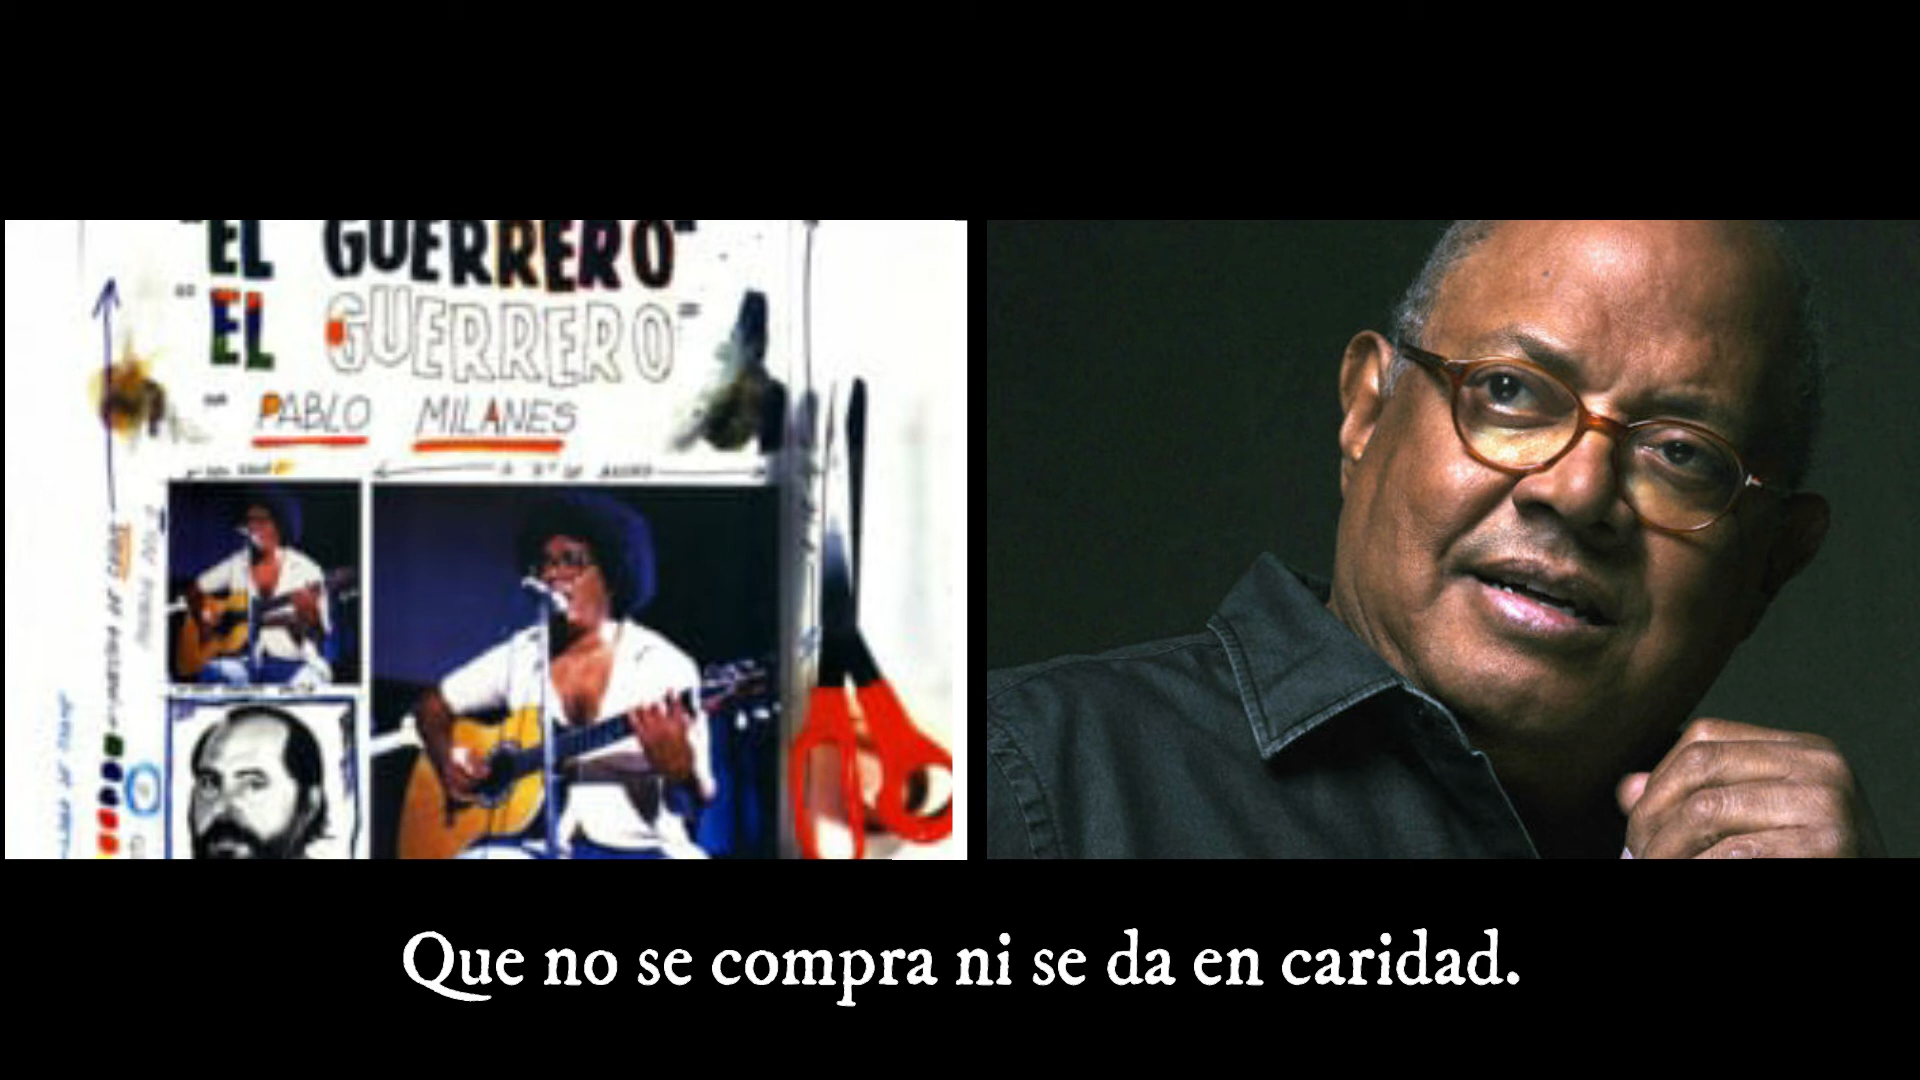 "EL GUERRERO"
"EL GUERRERO"
PABLO MILANES
Que no se compra ni se da en caridad.